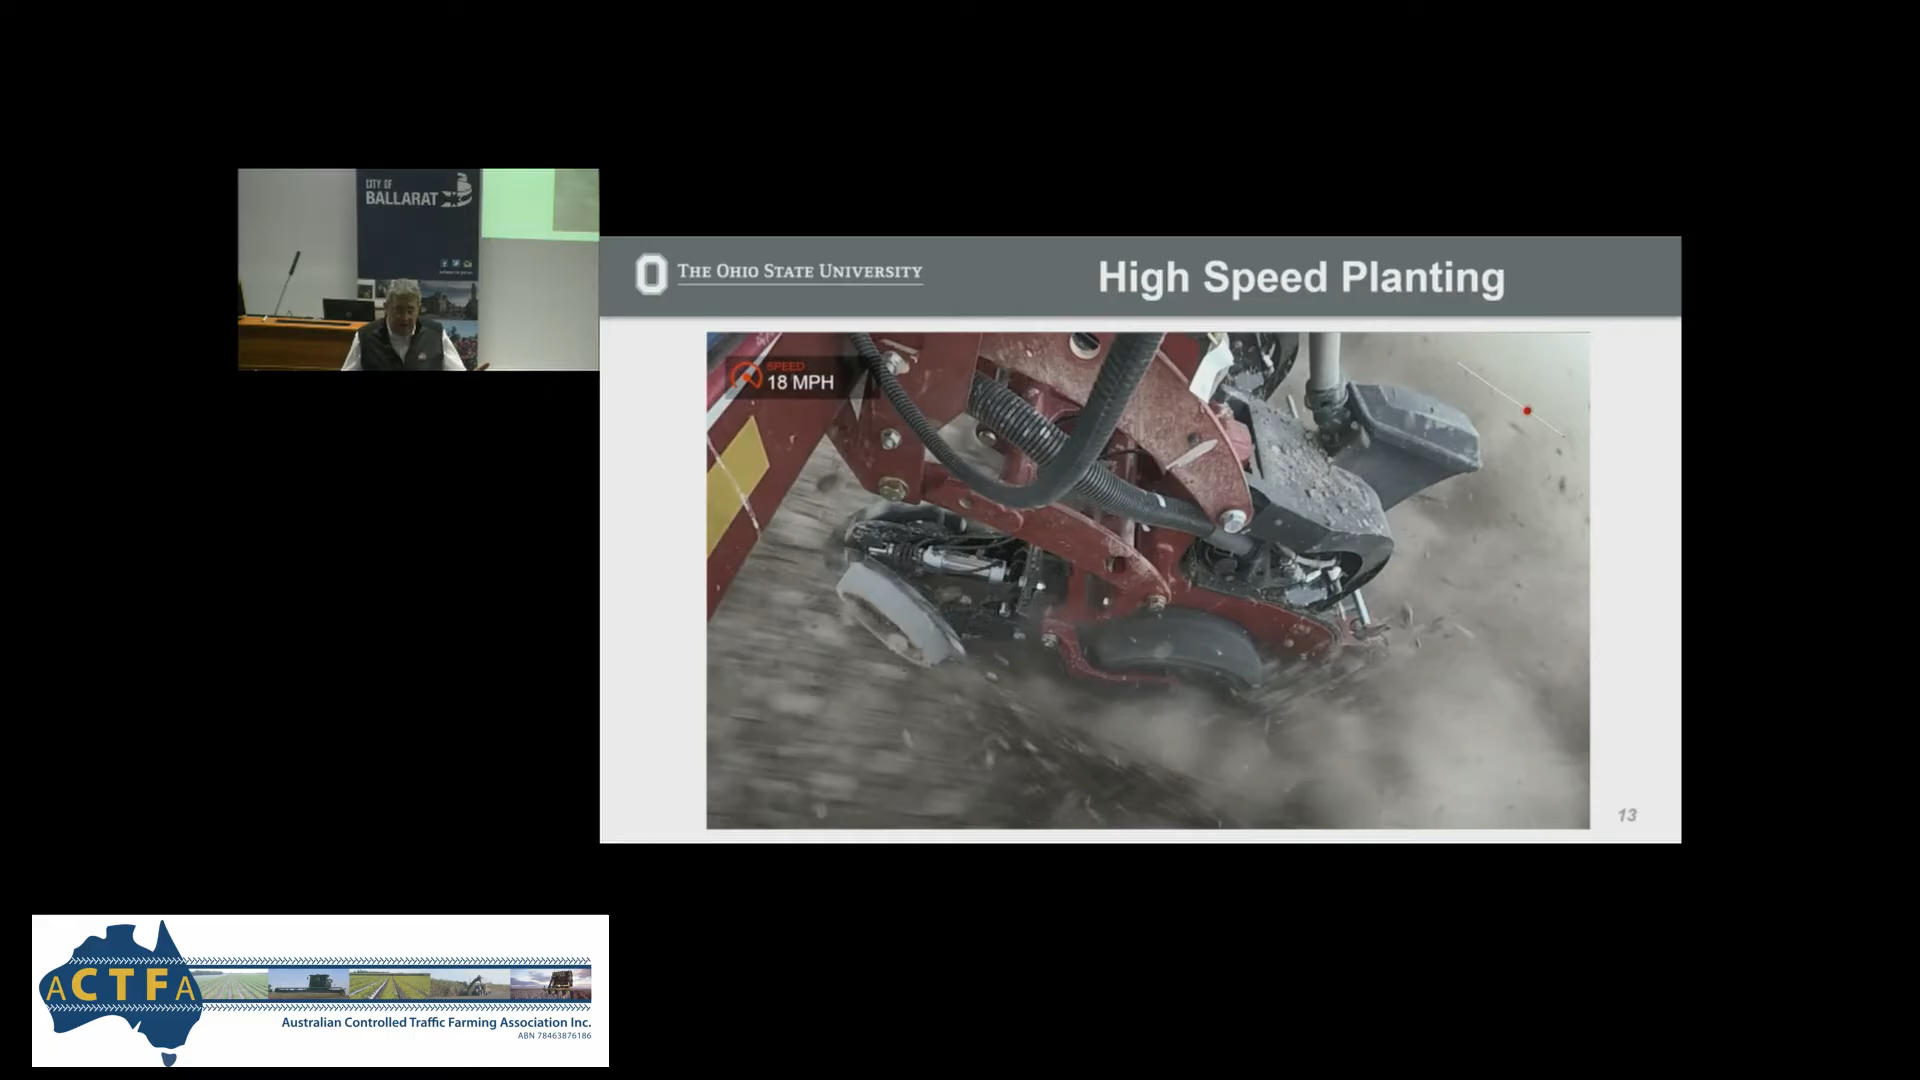 CITY OF
BALLARAT
THE OHIO STATE UNIVERSITY
High Speed Planting
SPEED
18 MPH
13
ACTFA
Australian Controlled Traffic Farming Association Inc.
ABN 78463876186